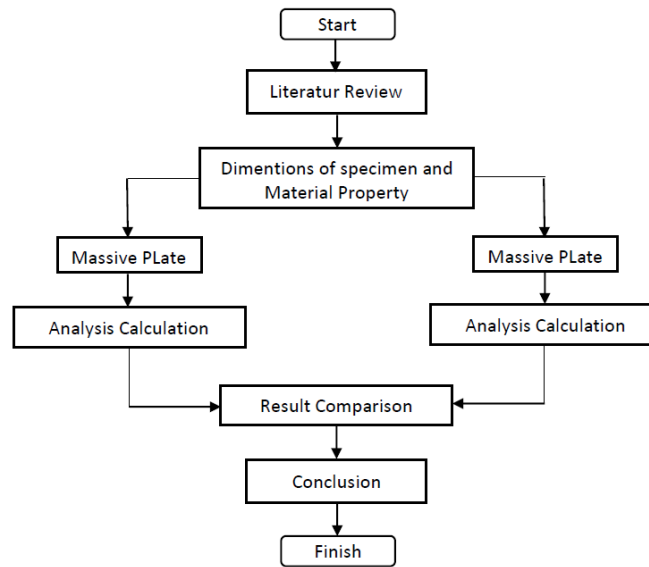 Start
Literatur Review
Dimentions of specimen and
Material Property
Massive PLate
Massive PLate
Analysis Calculation
Analysis Calculation
Result Comparison
Conclusion
Finish